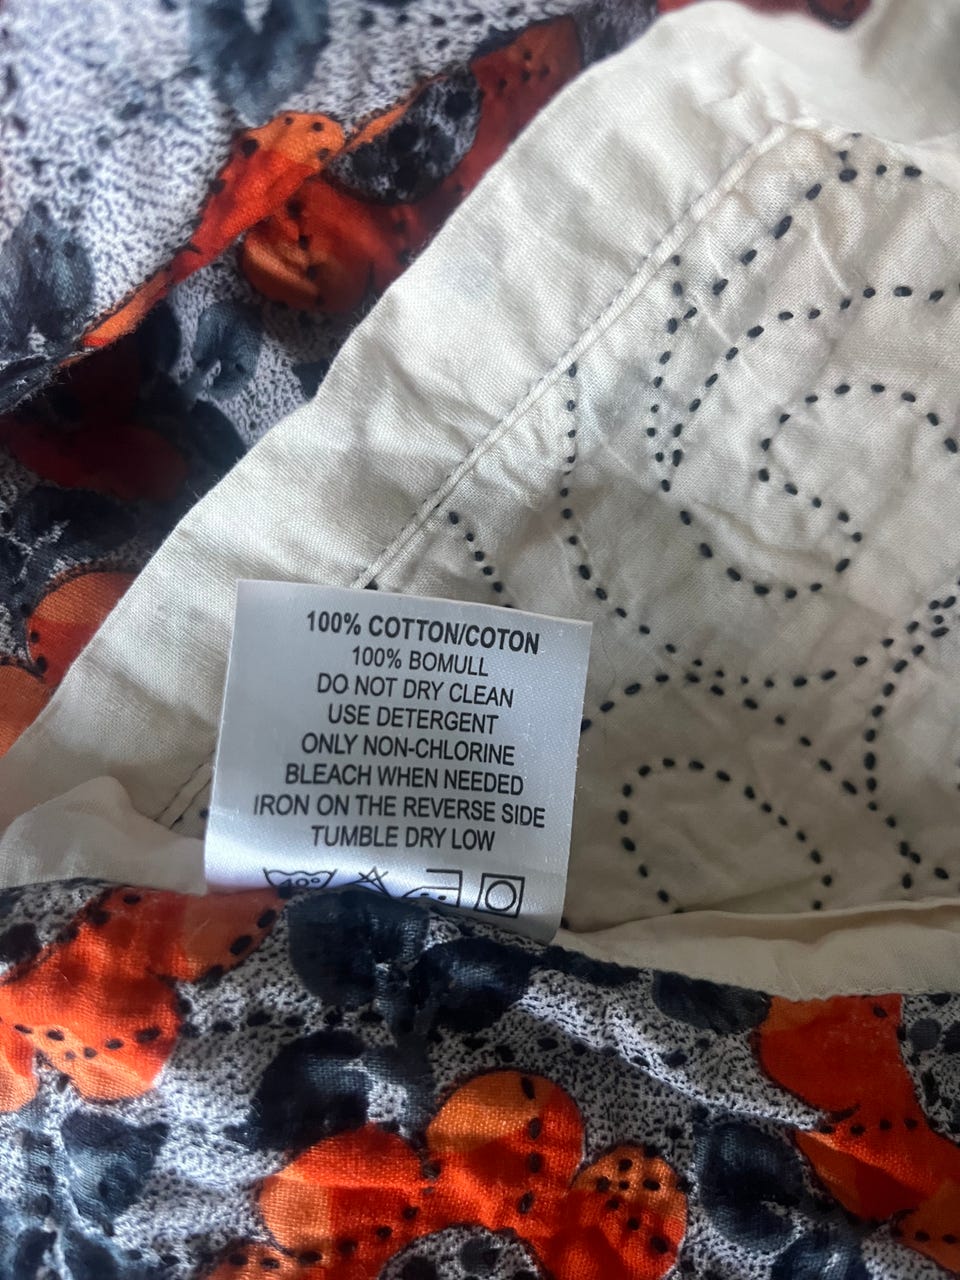 100% COTTON/COTON
100% BOMULL
DO NOT DRY CLEAN
USE DETERGENT
ONLY NON-CHLORINE
BLEACH WHEN NEEDED
IRON ON THE REVERSE SIDE
TUMBLE DRY LOW
40°